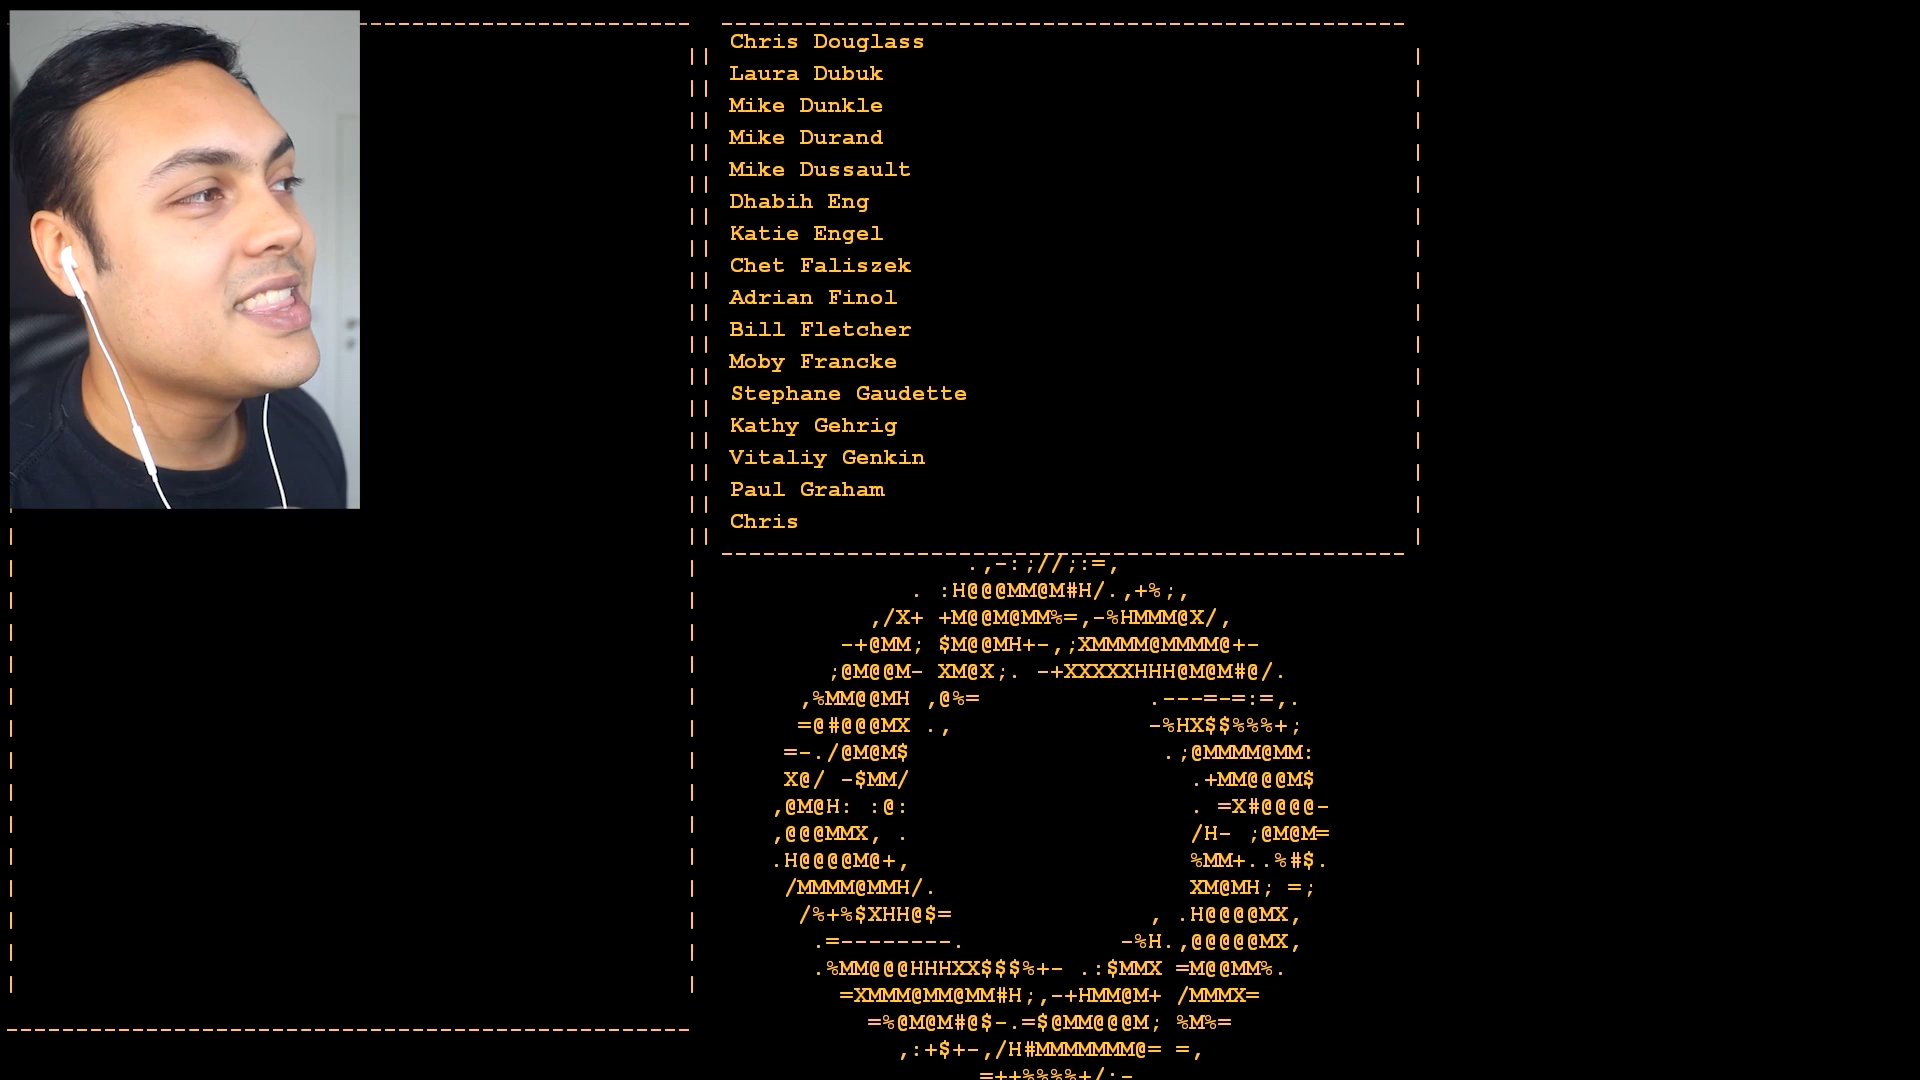 Chris Douglass
Laura Dubuk
Mike Dunkle
Mike Durand
Mike Dussault
Dhabih Eng
Katie Engel
Chet Faliszek
Adrian Finol
Bill Fletcher
Moby Francke
Stephane Gaudette
Kathy Gehrig
Vitaliy Genkin
Paul Graham
Chris